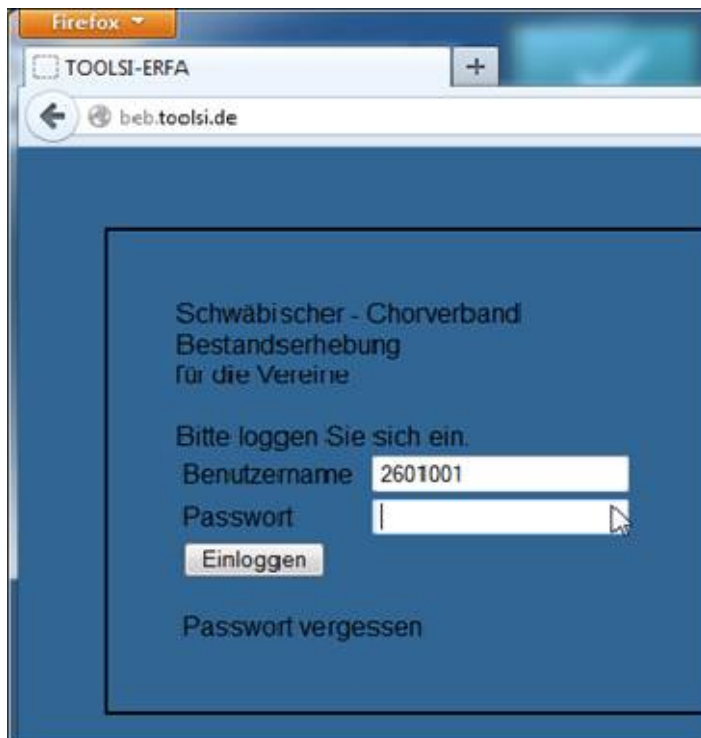 Firefox
TOOLSI-ERFA
beb.toolsi.de
Schwäbischer - Chorverband
Bestandserhebung
für die Vereine
Bitte loggen Sie sich ein.
Benutzername 2601001
Passwort
Einloggen
Passwort vergessen